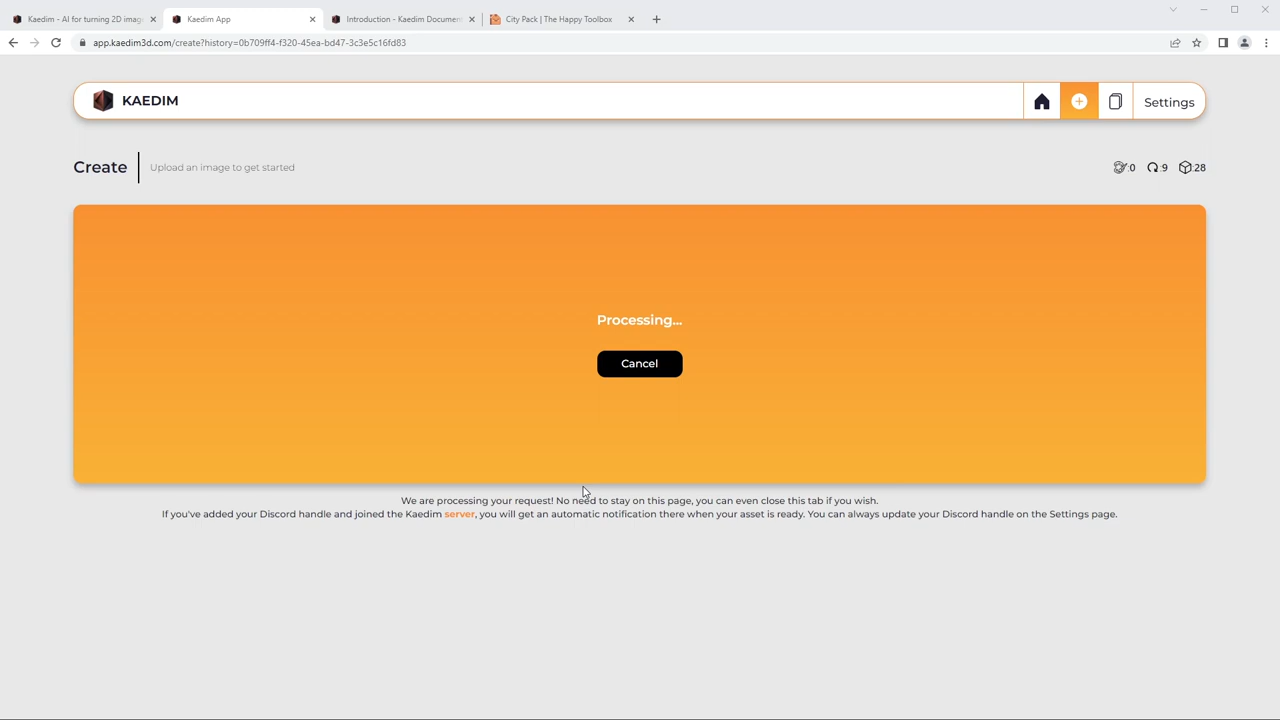 Kaedim - AI for turning 2D imag
Kaedim App
Introduction - Kaedim Documen
City Pack | The Happy Toolbox
app.kaedim3d.com/create?history=0b709ff4-f320-45ea-bd47-3c3e5c16fd83
KAEDIM
Settings
Create
Upload an image to get started
:0
:9
:28
Processing...
Cancel
We are processing your request! No need to stay on this page, you can even close this tab if you wish.
If you've added your Discord handle and joined the Kaedim server, you will get an automatic notification there when your asset is ready. You can always update your Discord handle on the Settings page.